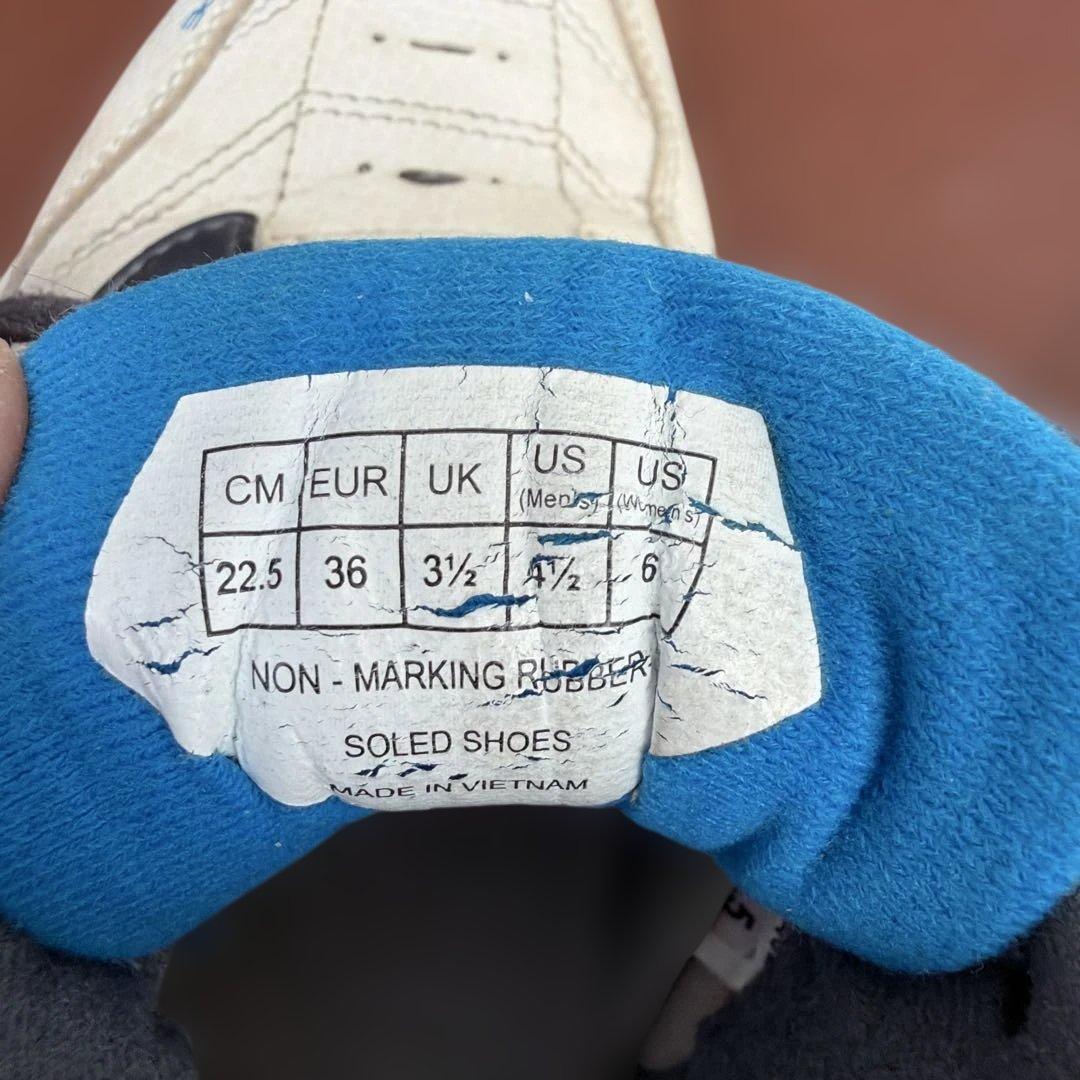 CM EUR UK US (Men's) US (Women's)
22.5 36 3½ 4½ 6
NON - MARKING RUBBER
SOLED SHOES
MADE IN VIETNAM
5